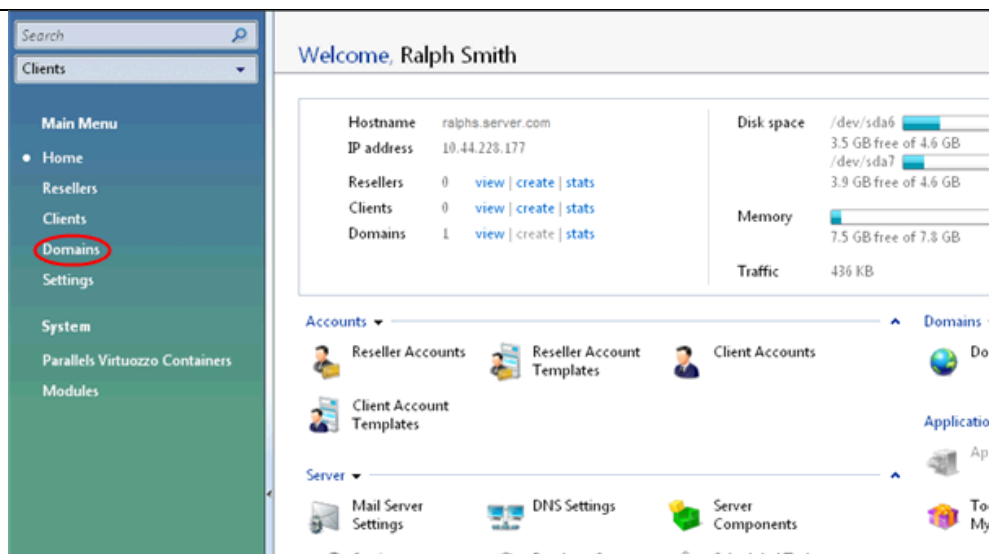 Search
Clients
Main Menu
Home
Resellers
Clients
Domains
Settings
System
Parallels Virtuozzo Containers
Modules
Welcome, Ralph Smith
Hostname ralphs.server.com
IP address 10.44.228.177
Resellers 0 view | create | stats
Clients 0 view | create | stats
Domains 1 view | create | stats
Disk space /dev/sda6
3.5 GB free of 4.6 GB
/dev/sda7
3.9 GB free of 4.6 GB
Memory
7.5 GB free of 7.8 GB
Traffic 436 KB
Accounts
Reseller Accounts
Reseller Account
Templates
Client Accounts
Client Account
Templates
Server
Mail Server
Settings
DNS Settings
Server
Components
Domains
Do
Applicatio
Ap
To
My